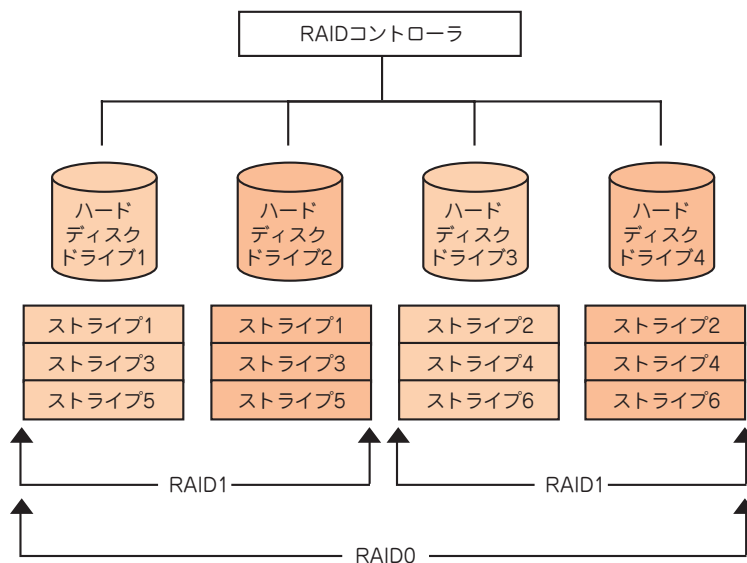 RAIDコントローラ
ハード
ディスク
ドライブ1
ハード
ディスク
ドライブ2
ハード
ディスク
ドライブ3
ハード
ディスク
ドライブ4
ストライプ1
ストライプ3
ストライプ5
ストライプ1
ストライプ3
ストライプ5
ストライプ2
ストライプ4
ストライプ6
ストライプ2
ストライプ4
ストライプ6
RAID1
RAID1
RAID0